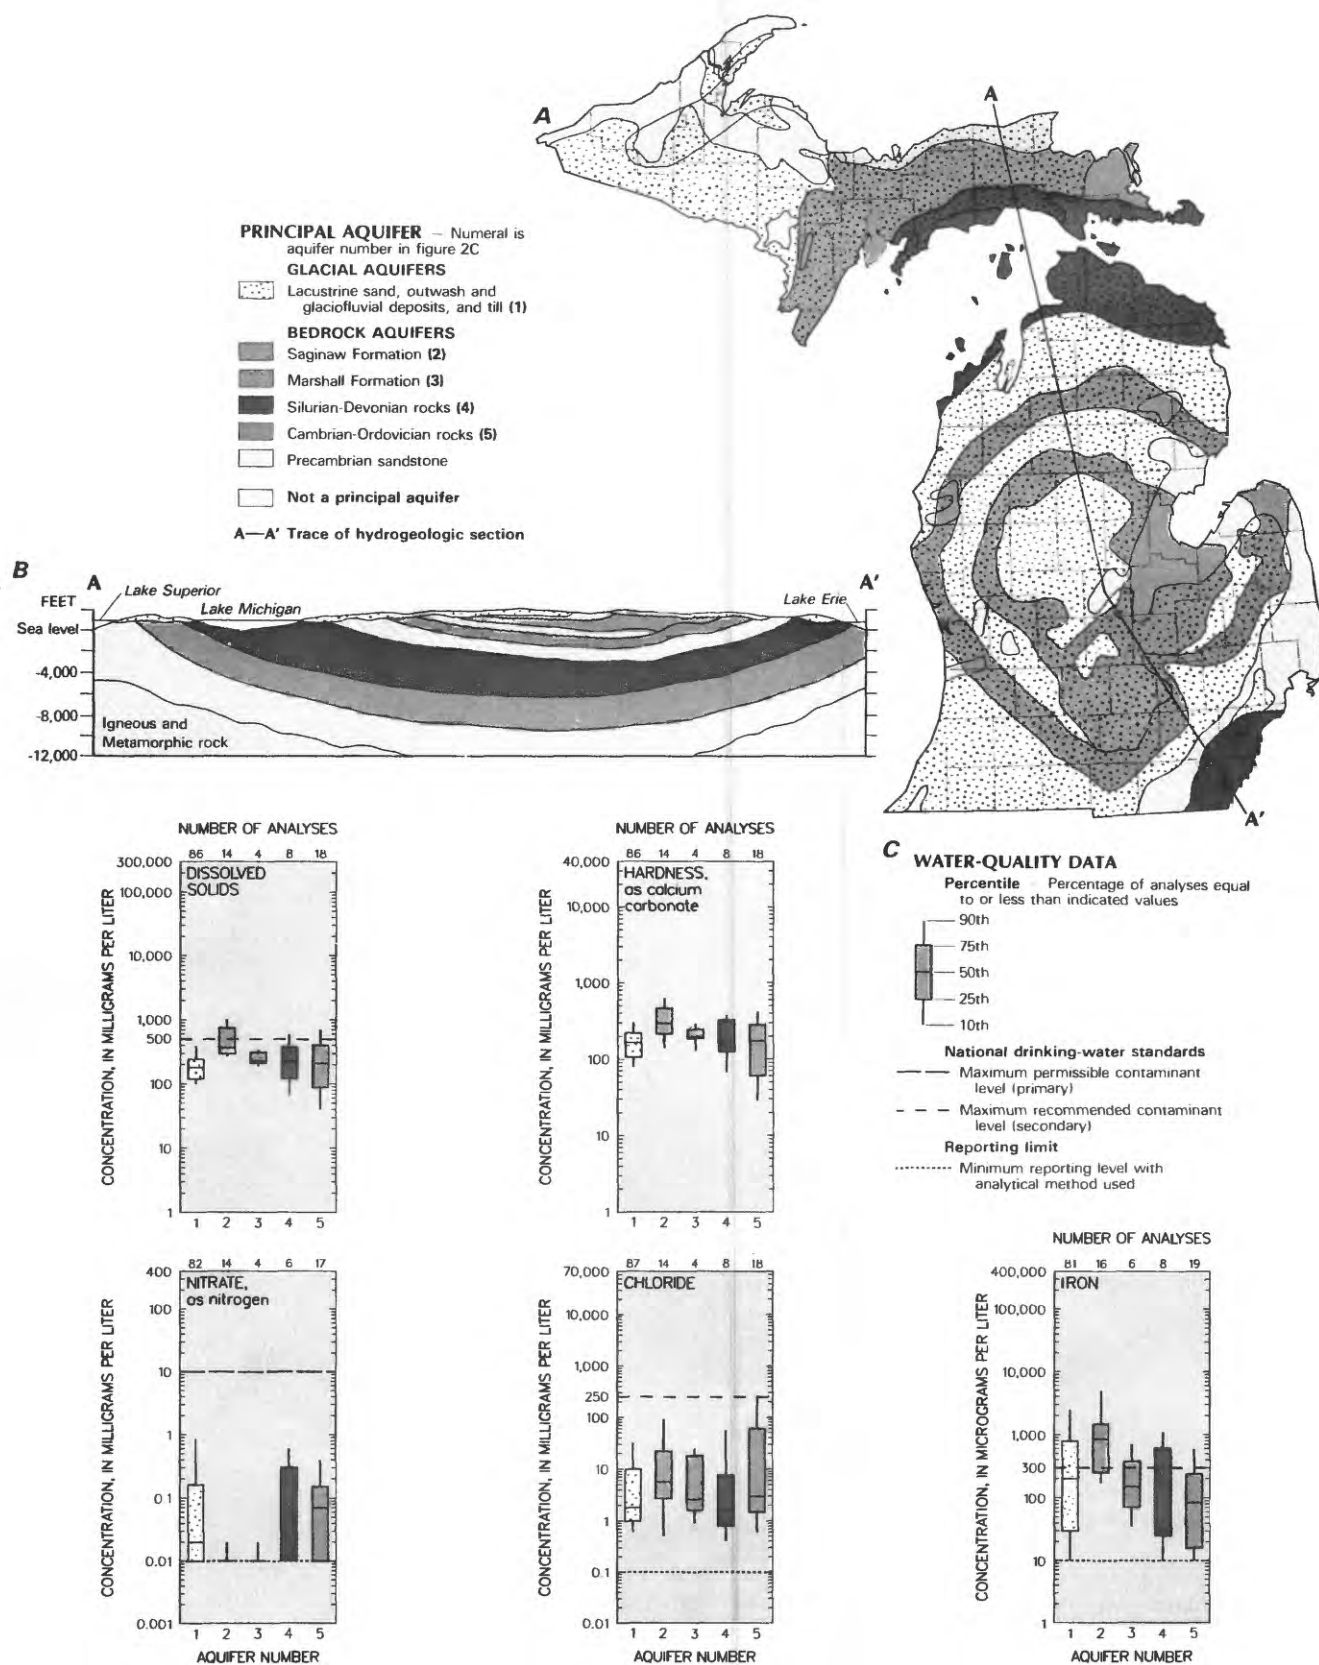 A
A
PRINCIPAL AQUIFER – Numeral is
aquifer number in figure 2C
GLACIAL AQUIFERS
Lacustrine sand, outwash and
glaciofluvial deposits, and till (1)
BEDROCK AQUIFERS
Saginaw Formation (2)
Marshall Formation (3)
Silurian-Devonian rocks (4)
Cambrian-Ordovician rocks (5)
Precambrian sandstone
Not a principal aquifer
A—A' Trace of hydrogeologic section
A'
B
A
A'
Lake Superior
Lake Michigan
Lake Erie
FEET
Sea level
-4,000
-8,000
-12,000
Igneous and
Metamorphic rock
NUMBER OF ANALYSES
86 14 4 8 18
DISSOLVED
SOLIDS
CONCENTRATION, IN MILLIGRAMS PER LITER
300,000
100,000
10,000
1,000
500
100
10
1
1 2 3 4 5
NUMBER OF ANALYSES
86 14 4 8 18
HARDNESS,
as calcium
carbonate
CONCENTRATION, IN MILLIGRAMS PER LITER
40,000
10,000
1,000
100
10
1
1 2 3 4 5
C WATER-QUALITY DATA
Percentile Percentage of analyses equal
to or less than indicated values
90th
75th
50th
25th
10th
National drinking-water standards
Maximum permissible contaminant
level (primary)
Maximum recommended contaminant
level (secondary)
Reporting limit
Minimum reporting level with
analytical method used
82 14 4 6 17
NITRATE,
as nitrogen
CONCENTRATION, IN MILLIGRAMS PER LITER
400
100
10
1
0.1
0.01
0.001
1 2 3 4 5
AQUIFER NUMBER
87 14 4 8 18
CHLORIDE
CONCENTRATION, IN MILLIGRAMS PER LITER
70,000
10,000
1,000
250
100
10
1
0.1
0.01
1 2 3 4 5
AQUIFER NUMBER
NUMBER OF ANALYSES
81 16 6 8 19
IRON
CONCENTRATION, IN MICROGRAMS PER LITER
400,000
100,000
10,000
1,000
300
100
10
1
1 2 3 4 5
AQUIFER NUMBER